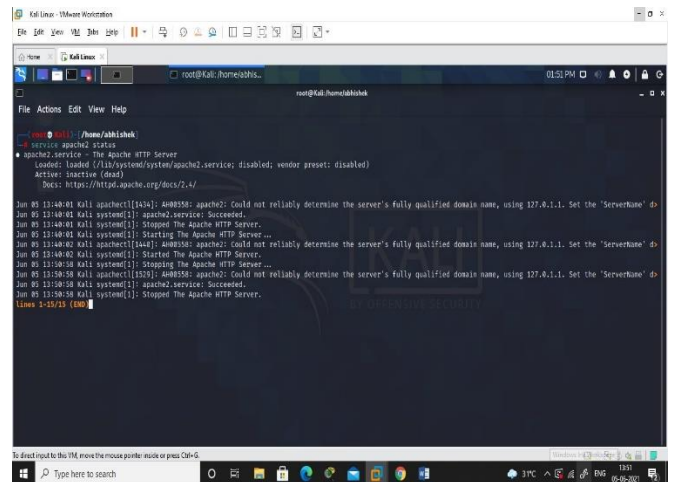 Kali Linux - VMware Workstation
File Edit View VM Tabs Help
Home Kali Linux
root@Kali: /home/abhis... 01:51 PM
root@Kali:/home/abhishek
File Actions Edit View Help
(root Kali)-[/home/abhishek]
# service apache2 status
● apache2.service - The Apache HTTP Server
Loaded: loaded (/lib/systemd/system/apache2.service; disabled; vendor preset: disabled)
Active: inactive (dead)
Docs: https://httpd.apache.org/docs/2.4/
Jun 05 13:40:01 Kali apachectl[1434]: AH00558: apache2: Could not reliably determine the server's fully qualified domain name, using 127.0.1.1. Set the 'ServerName' d>
Jun 05 13:40:01 Kali systemd[1]: apache2.service: Succeeded.
Jun 05 13:40:01 Kali systemd[1]: Stopped The Apache HTTP Server.
Jun 05 13:40:01 Kali systemd[1]: Starting The Apache HTTP Server...
Jun 05 13:40:02 Kali apachectl[1440]: AH00558: apache2: Could not reliably determine the server's fully qualified domain name, using 127.0.1.1. Set the 'ServerName' d>
Jun 05 13:40:02 Kali systemd[1]: Started The Apache HTTP Server.
Jun 05 13:50:58 Kali systemd[1]: Stopping The Apache HTTP Server...
Jun 05 13:50:58 Kali apachectl[1529]: AH00558: apache2: Could not reliably determine the server's fully qualified domain name, using 127.0.1.1. Set the 'ServerName' d>
Jun 05 13:50:58 Kali systemd[1]: apache2.service: Succeeded.
Jun 05 13:50:58 Kali systemd[1]: Stopped The Apache HTTP Server.
lines 1-15/15 (END)
KALI
BY OFFENSIVE SECURITY
To direct input to this VM, move the mouse pointer inside or press Ctrl+G.
Type here to search 31°C ENG 13:51
05-06-2021